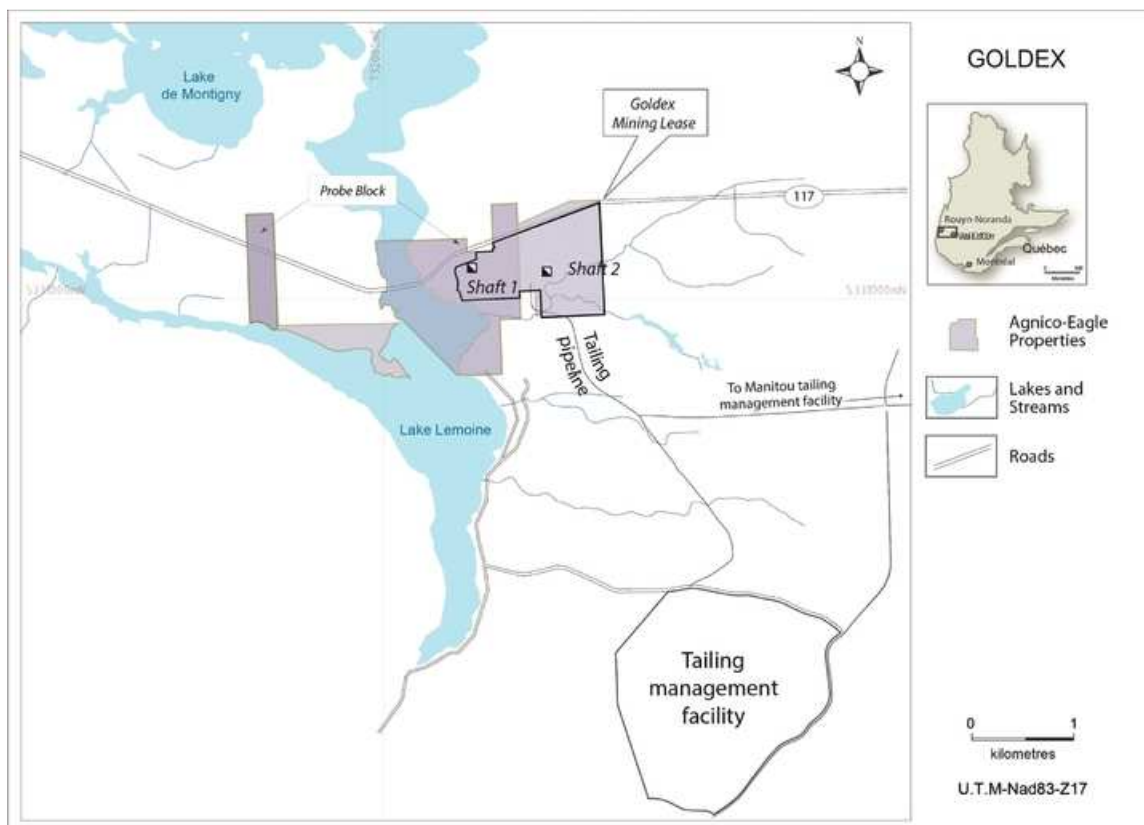 GOLDEX
Lake
de Montigny
N
Goldex
Mining Lease
Probe Block
117
Shaft 1
Shaft 2
Tailing
pipeline
To Manitou tailing
management facility
Lake Lemoine
Tailing
management
facility
Rouyn-Noranda
Québec
Montréal
Agnico-Eagle
Properties
Lakes and
Streams
Roads
0 1
kilometres
U.T.M-Nad83-Z17